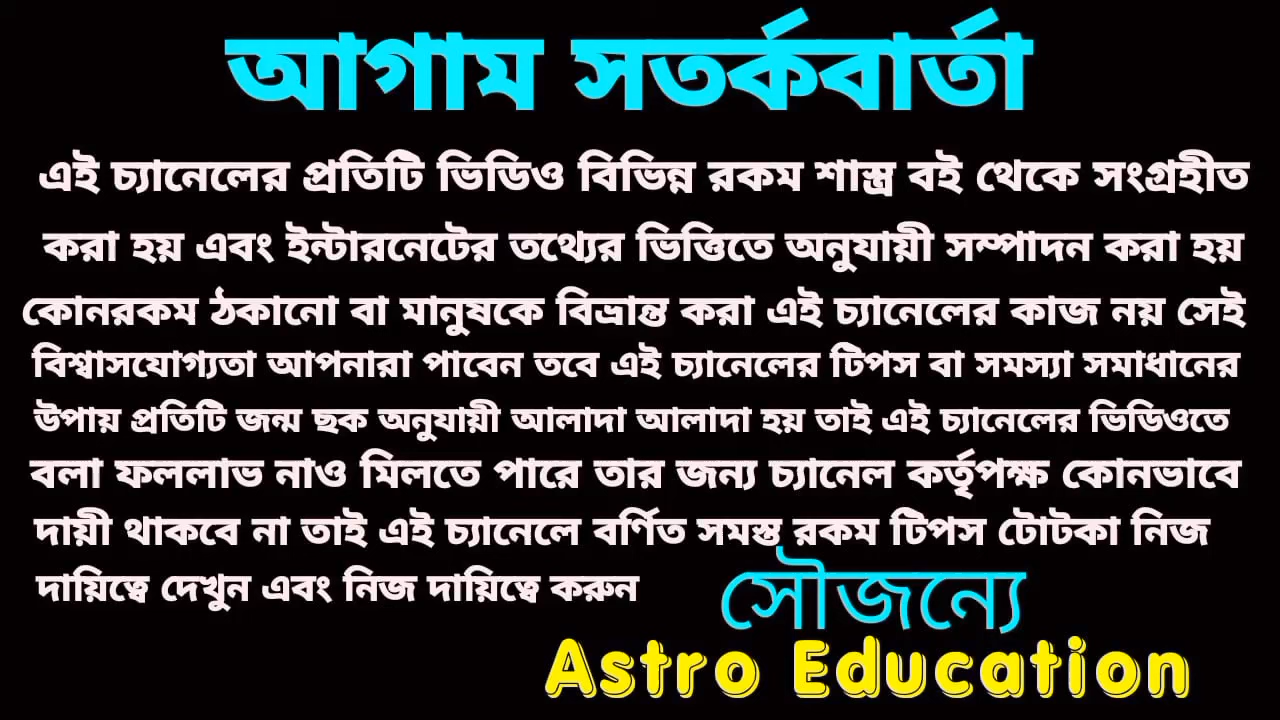 আগাম সতর্কবার্তা
এই চ্যানেলের প্রতিটি ভিডিও বিভিন্ন রকম শাস্ত্র বই থেকে সংগ্রহীত
করা হয় এবং ইন্টারনেটের তথ্যের ভিত্তিতে অনুযায়ী সম্পাদন করা হয়
কোনরকম ঠকানো বা মানুষকে বিভ্রান্ত করা এই চ্যানেলের কাজ নয় সেই
বিশ্বাসযোগ্যতা আপনারা পাবেন তবে এই চ্যানেলের টিপস বা সমস্যা সমাধানের
উপায় প্রতিটি জন্ম ছক অনুযায়ী আলাদা আলাদা হয় তাই এই চ্যানেলের ভিডিওতে
বলা ফললাভ নাও মিলতে পারে তার জন্য চ্যানেল কর্তৃপক্ষ কোনভাবে
দায়ী থাকবে না তাই এই চ্যানেলে বর্ণিত সমস্ত রকম টিপস টোটকা নিজ
দায়িত্বে দেখুন এবং নিজ দায়িত্বে করুন
সৌজন্যে
Astro Education